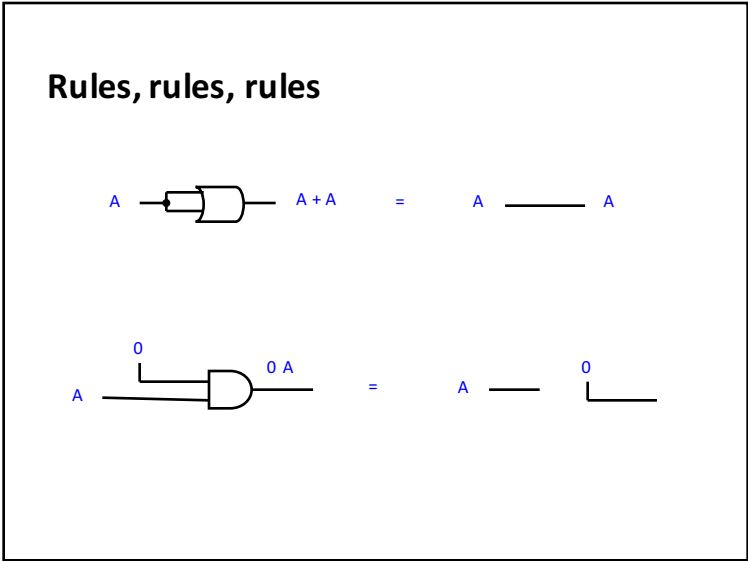 Rules, rules, rules
A A + A = A A
0 0 A 0
A = A